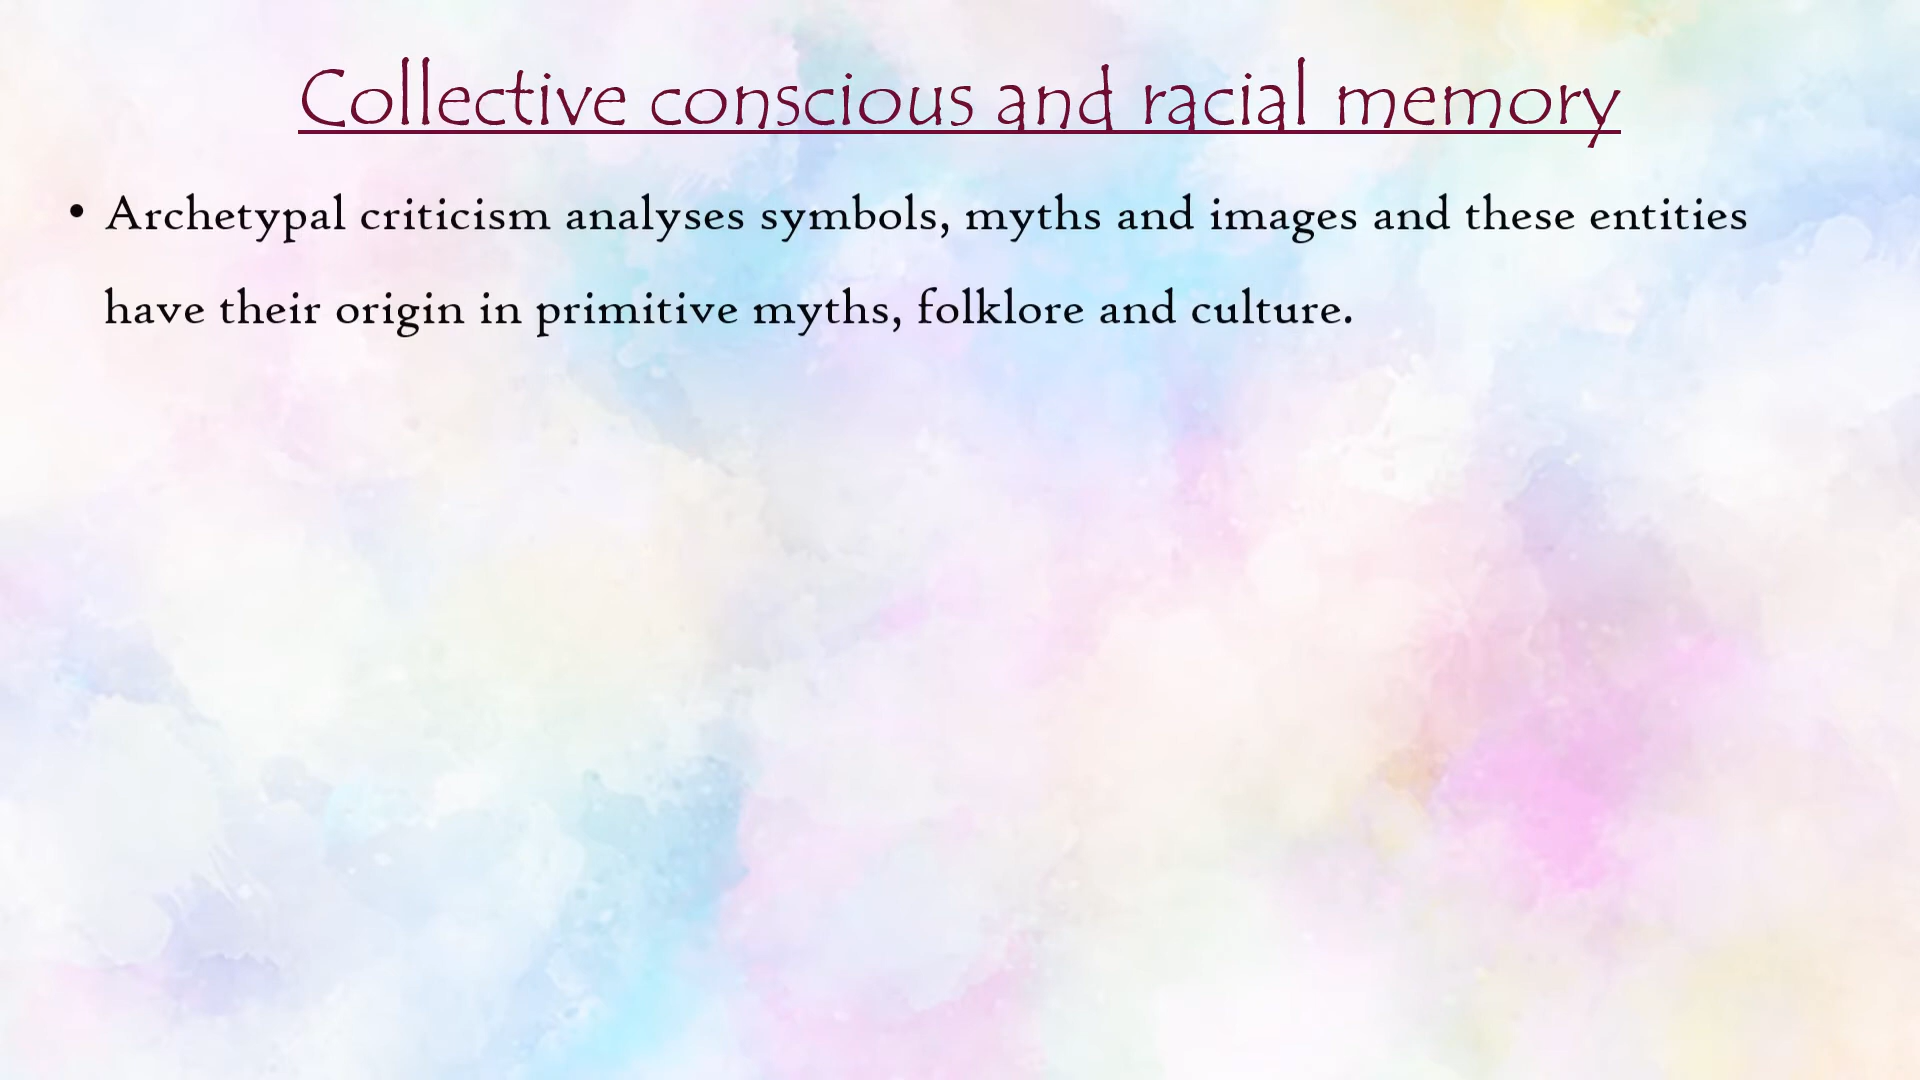 Collective conscious and racial memory
• Archetypal criticism analyses symbols, myths and images and these entities
have their origin in primitive myths, folklore and culture.